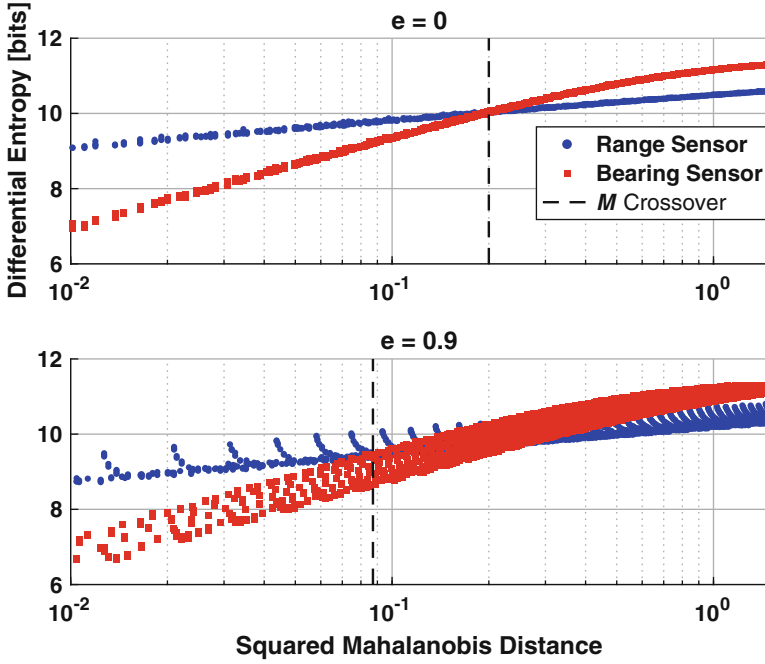 e = 0
Differential Entropy [bits]
12
10
8
6
10^-2
10^-1
10^0
Range Sensor
Bearing Sensor
M Crossover
e = 0.9
12
10
8
6
10^-2
10^-1
10^0
Squared Mahalanobis Distance